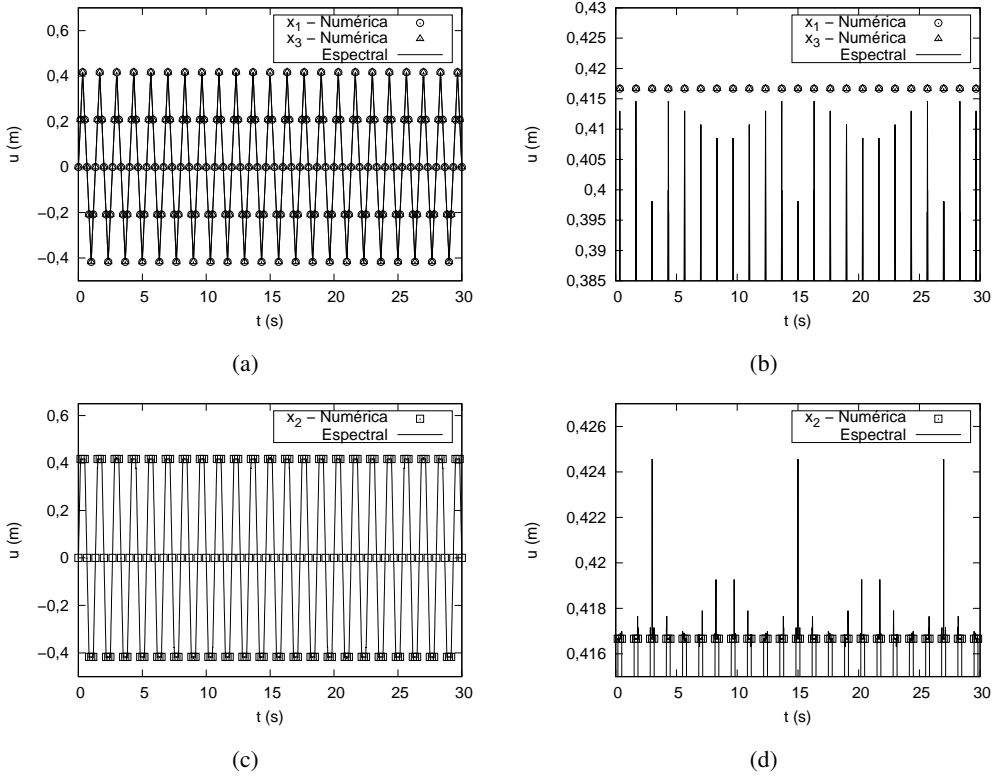 x1 − Numérica
x3 − Numérica
Espectral
u (m)
0,6
0,4
0,2
0
−0,2
−0,4
0 5 10 15 20 25 30
t (s)
(a)
x1 − Numérica
x3 − Numérica
Espectral
u (m)
0,43
0,425
0,42
0,415
0,41
0,405
0,4
0,395
0,39
0,385
0 5 10 15 20 25 30
t (s)
(b)
x2 − Numérica
Espectral
u (m)
0,6
0,4
0,2
0
−0,2
−0,4
0 5 10 15 20 25 30
t (s)
(c)
x2 − Numérica
Espectral
u (m)
0,426
0,424
0,422
0,42
0,418
0,416
0 5 10 15 20 25 30
t (s)
(d)